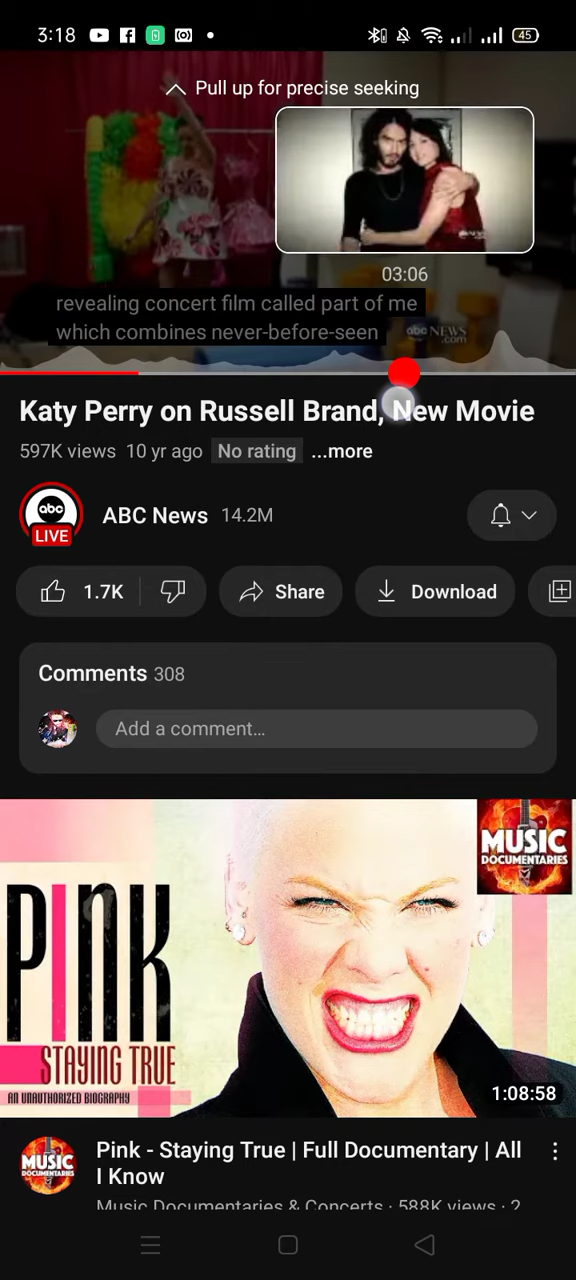 3:18
45
Pull up for precise seeking
03:06
revealing concert film called part of me
which combines never-before-seen
abc NEWS
.com
Katy Perry on Russell Brand, New Movie
597K views 10 yr ago No rating ...more
abc
LIVE
ABC News 14.2M
1.7K
Share
Download
Comments 308
Add a comment...
MUSIC
DOCUMENTARIES
P!NK
STAYING TRUE
AN UNAUTHORIZED BIOGRAPHY
1:08:58
MUSIC
DOCUMENTARIES
Pink - Staying True | Full Documentary | All
I Know
Music Documentaries & Concerts · 588K views · 2